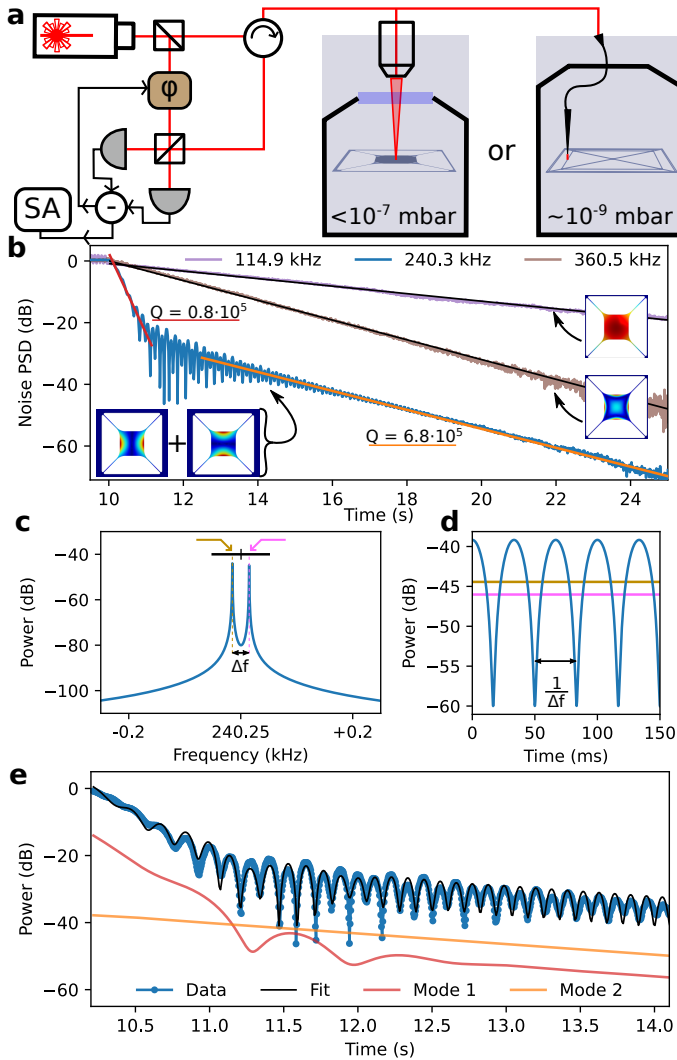 a
φ
SA
-
or
<10⁻⁷ mbar
~10⁻⁹ mbar
b
114.9 kHz
240.3 kHz
360.5 kHz
0
−20
−40
−60
Noise PSD (dB)
Q = 0.8·10⁵
Q = 6.8·10⁵
+
10
12
14
16
18
20
22
24
Time (s)
c
−40
−60
−80
−100
Power (dB)
Δf
-0.2
240.25
+0.2
Frequency (kHz)
d
−40
−45
−50
−55
−60
Power (dB)
1
Δf
0
50
100
150
Time (ms)
e
0
−20
−40
−60
Power (dB)
Data
Fit
Mode 1
Mode 2
10.5
11.0
11.5
12.0
12.5
13.0
13.5
14.0
Time (s)